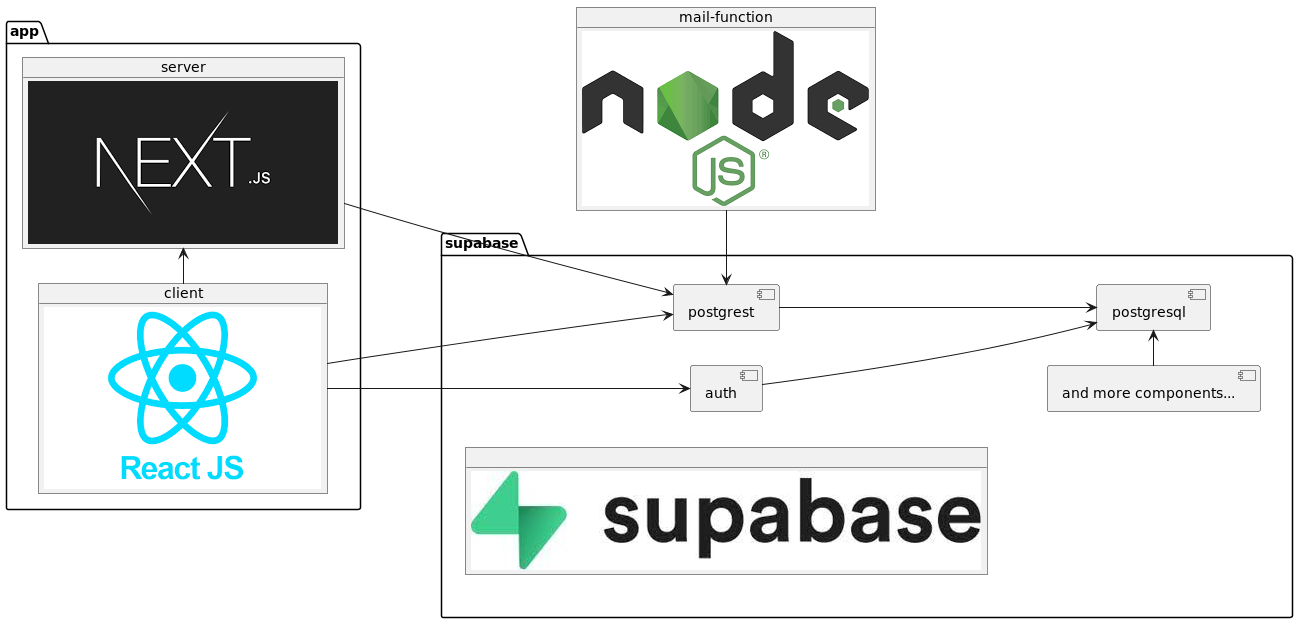 app
server
NEXT.JS
client
React JS
mail-function
node
JS®
supabase
postgrest
postgresql
auth
and more components...
supabase